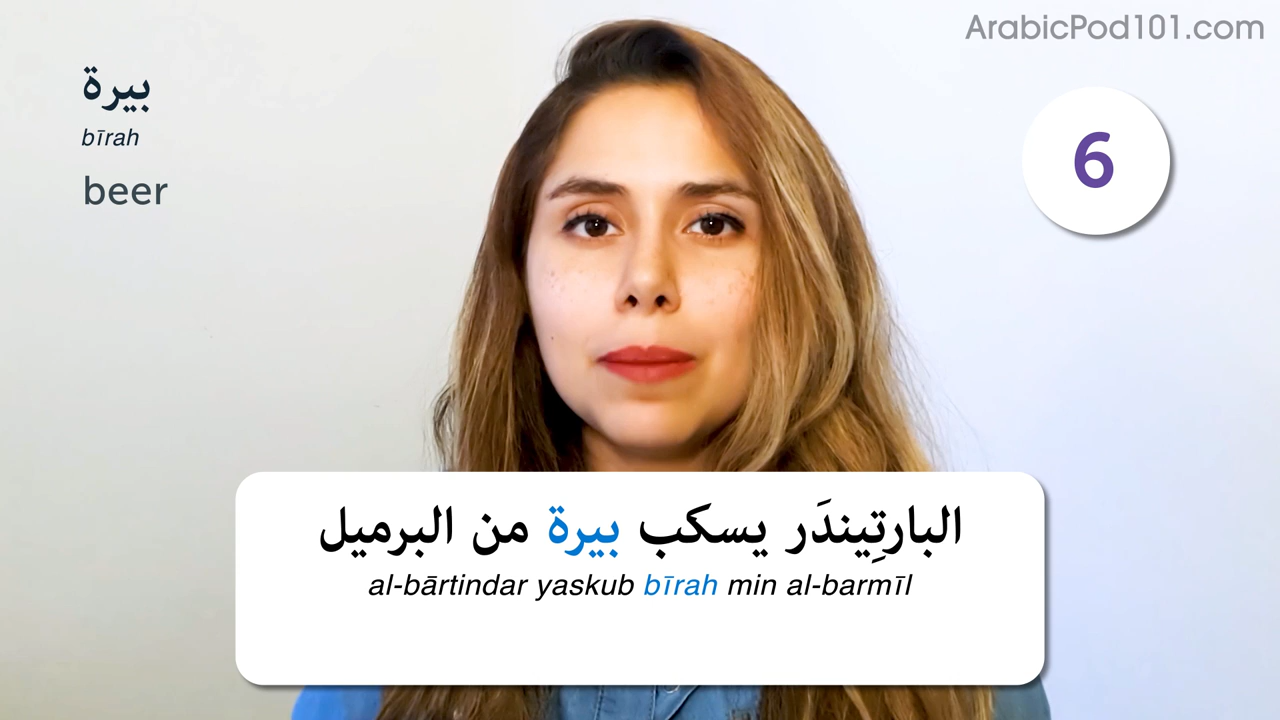 ArabicPod101.com
بيرة
bīrah
beer
6
البارتِيندَر يسكب بيرة من البرميل
al-bārtindar yaskub bīrah min al-barmīl